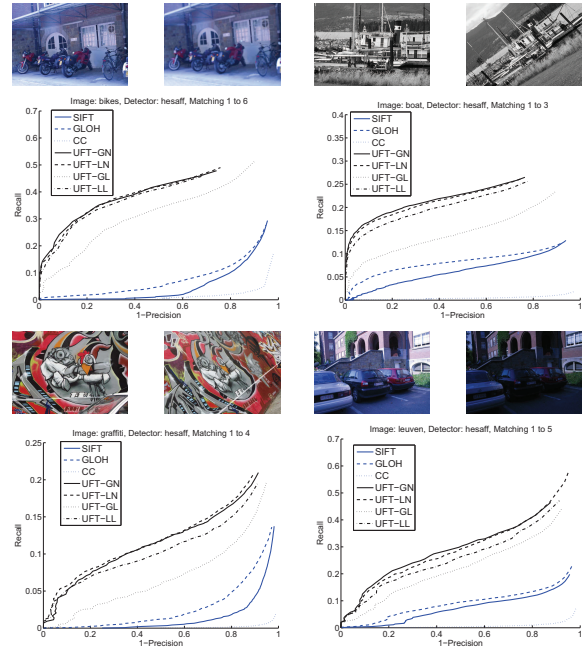 Image: bikes, Detector: hesaff, Matching 1 to 6
0.7
0.6
0.5
0.4
0.3
0.2
0.1
0
Recall
SIFT
GLOH
CC
UFT−GN
UFT−LN
UFT−GL
UFT−LL
0 0.2 0.4 0.6 0.8 1
1−Precision
Image: boat, Detector: hesaff, Matching 1 to 3
0.4
0.35
0.3
0.25
0.2
0.15
0.1
0.05
0
Recall
SIFT
GLOH
CC
UFT−GN
UFT−LN
UFT−GL
UFT−LL
0 0.2 0.4 0.6 0.8 1
1−Precision
Image: graffiti, Detector: hesaff, Matching 1 to 4
0.25
0.2
0.15
0.1
0.05
0
Recall
SIFT
GLOH
CC
UFT−GN
UFT−LN
UFT−GL
UFT−LL
0 0.2 0.4 0.6 0.8 1
1−Precision
Image: leuven, Detector: hesaff, Matching 1 to 5
0.7
0.6
0.5
0.4
0.3
0.2
0.1
0
Recall
SIFT
GLOH
CC
UFT−GN
UFT−LN
UFT−GL
UFT−LL
0 0.2 0.4 0.6 0.8 1
1−Precision